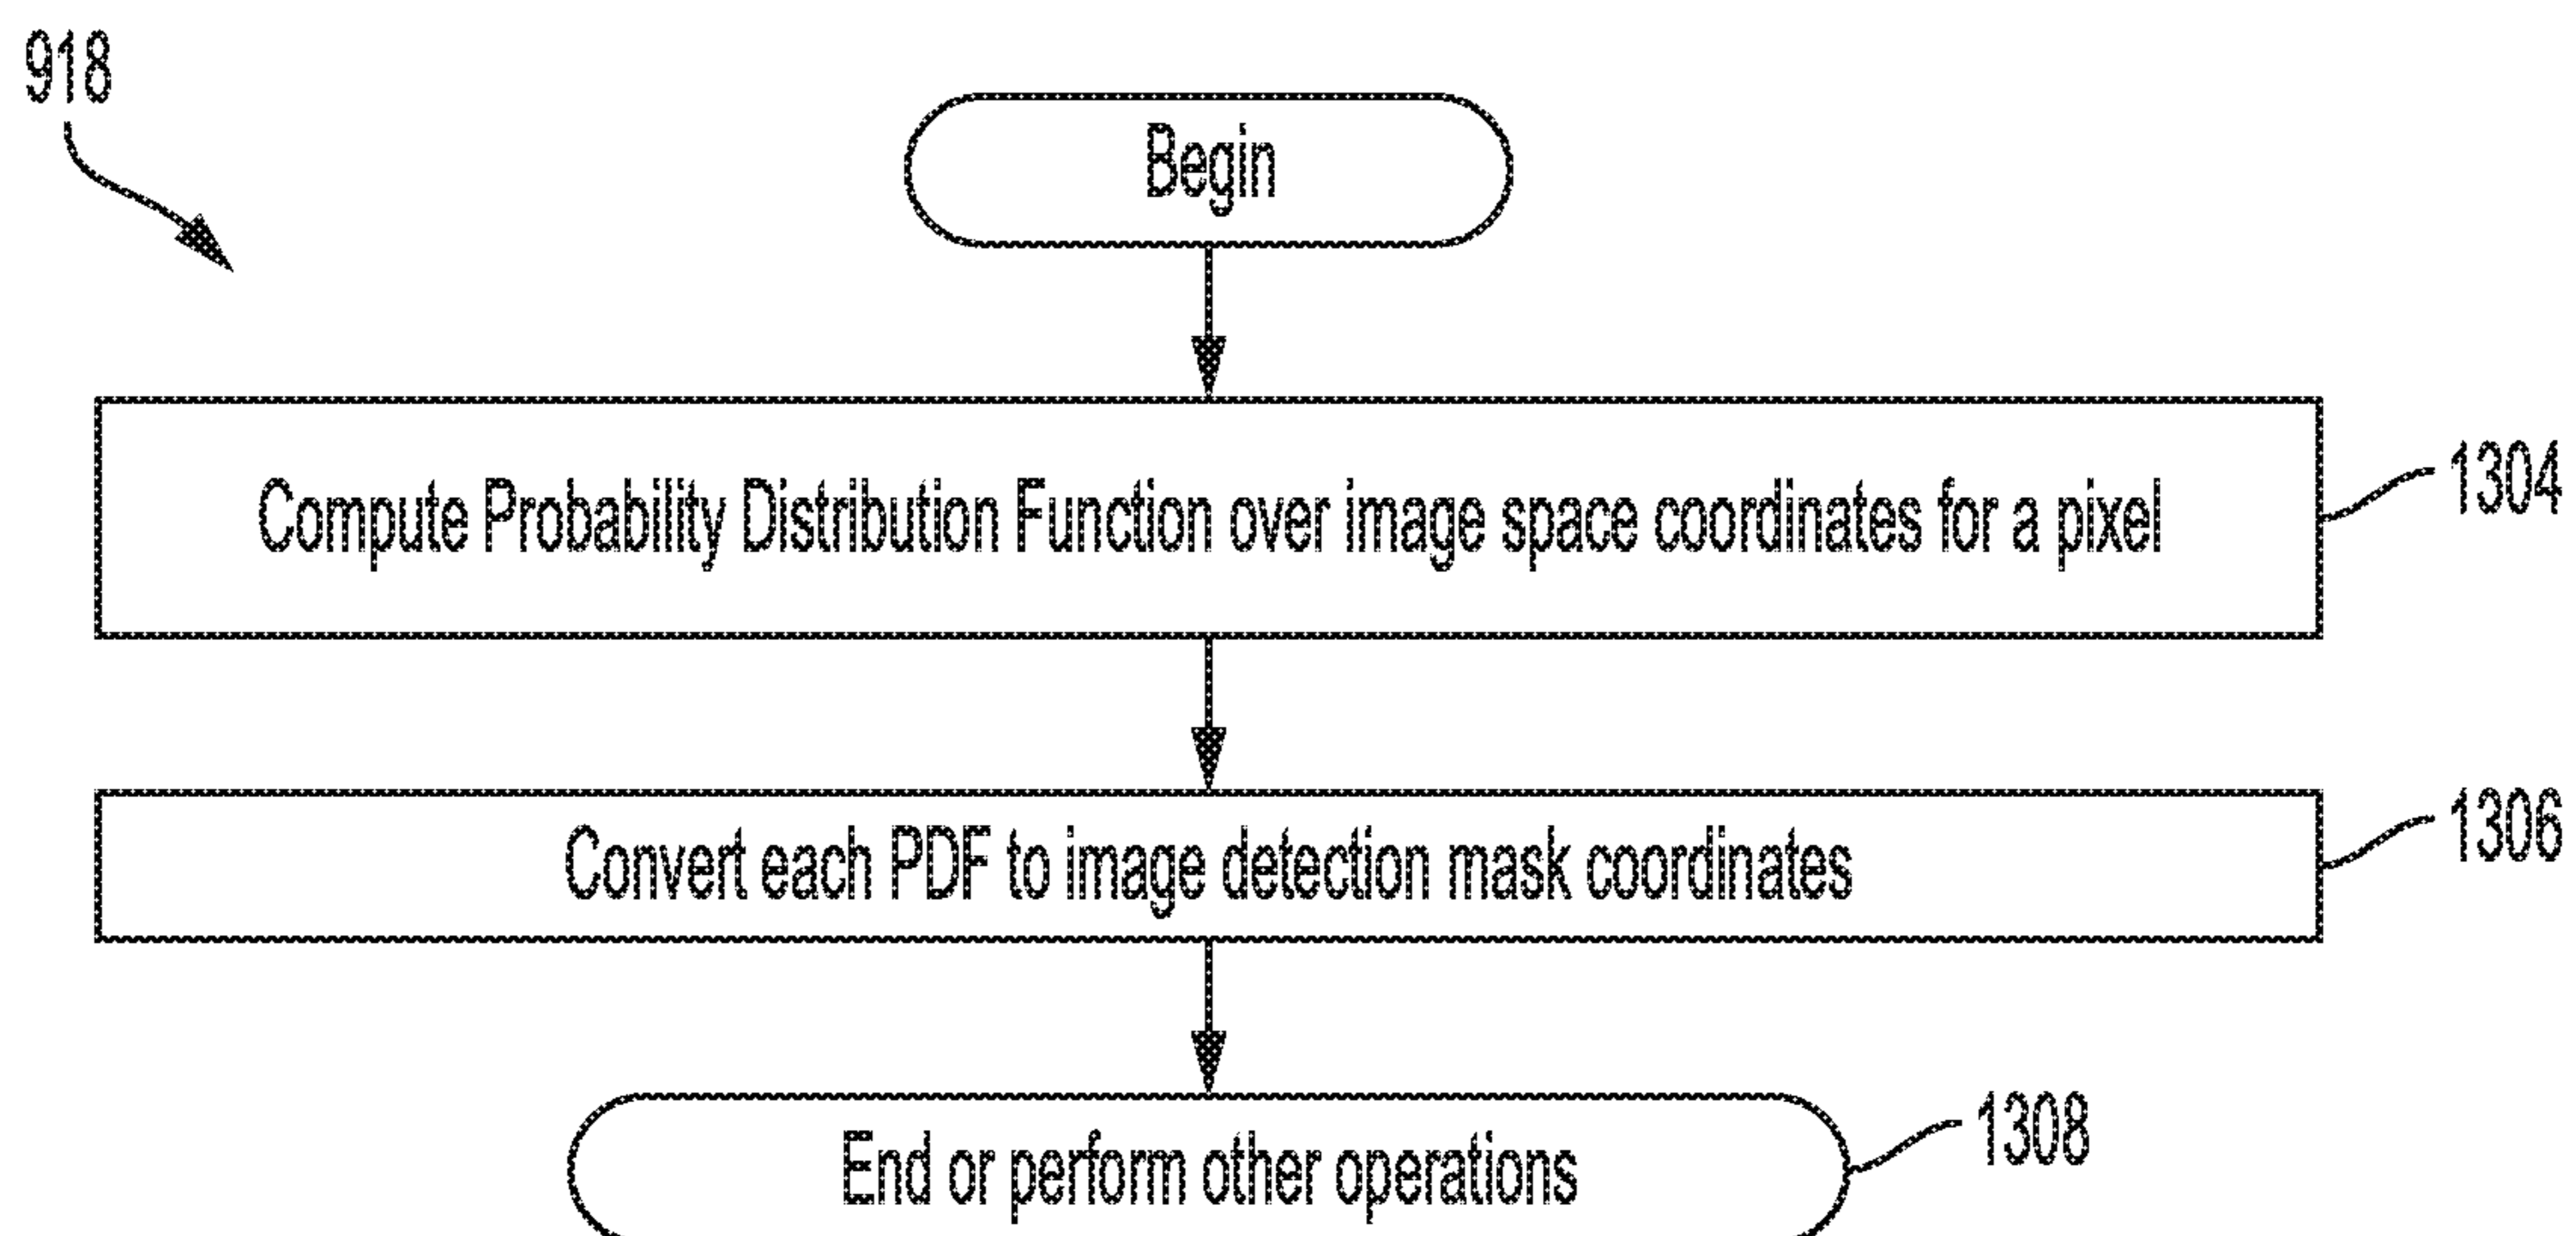 918
Begin
Compute Probability Distribution Function over image space coordinates for a pixel
1304
Convert each PDF to image detection mask coordinates
1306
End or perform other operations
1308